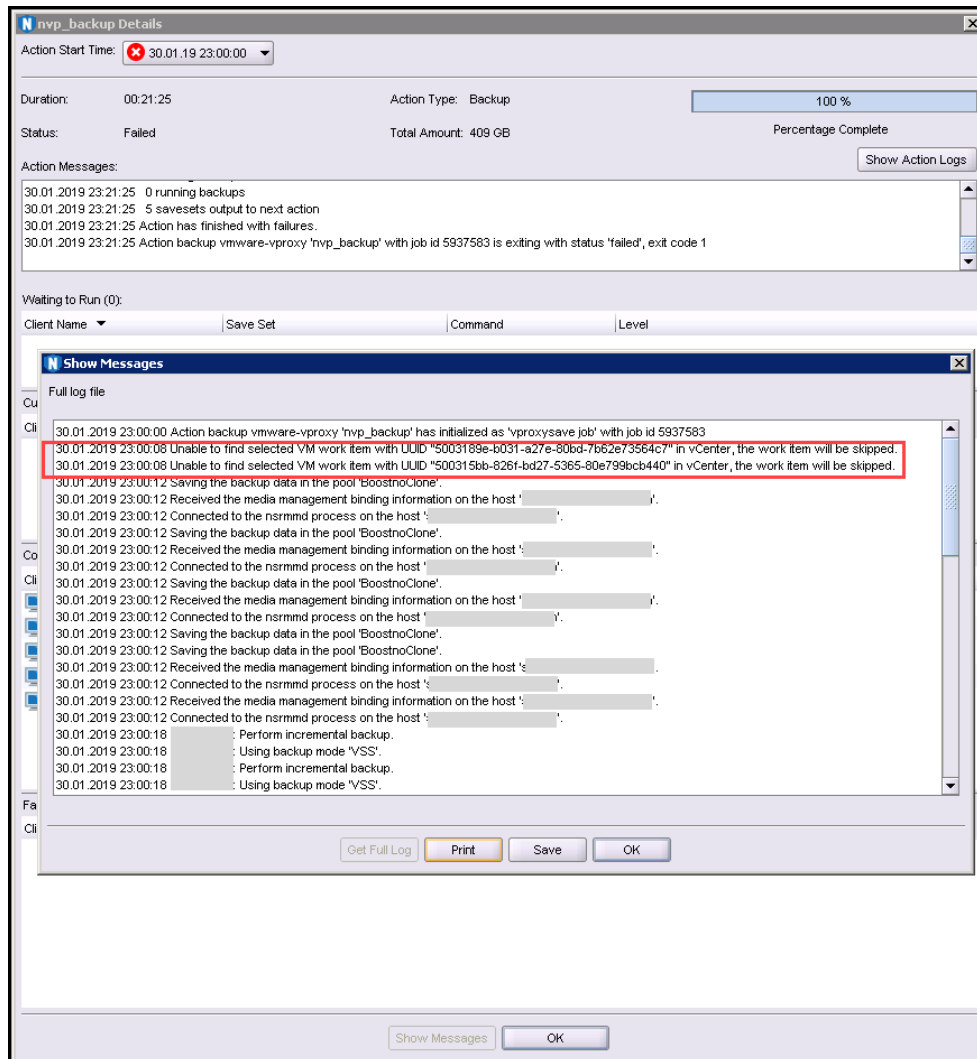 N nvp_backup Details
Action Start Time: 30.01.19 23:00:00
Duration: 00:21:25 Action Type: Backup 100 %
Status: Failed Total Amount: 409 GB Percentage Complete
Show Action Logs
Action Messages:
30.01.2019 23:21:25 0 running backups
30.01.2019 23:21:25 5 savesets output to next action
30.01.2019 23:21:25 Action has finished with failures.
30.01.2019 23:21:25 Action backup vmware-vproxy 'nvp_backup' with job id 5937583 is exiting with status 'failed', exit code 1
Waiting to Run (0):
Client Name Save Set Command Level
N Show Messages
Full log file
Cu
Cli
30.01.2019 23:00:00 Action backup vmware-vproxy 'nvp_backup' has initialized as 'vproxysave job' with job id 5937583
30.01.2019 23:00:08 Unable to find selected VM work item with UUID "5003189e-b031-a27e-80bd-7b62e73564c7" in vCenter, the work item will be skipped.
30.01.2019 23:00:08 Unable to find selected VM work item with UUID "500315bb-826f-bd27-5365-80e799bcb440" in vCenter, the work item will be skipped.
30.01.2019 23:00:12 Saving the backup data in the pool 'BoostnoClone'.
30.01.2019 23:00:12 Received the media management binding information on the host ' '.
30.01.2019 23:00:12 Connected to the nsrmmd process on the host ' '.
30.01.2019 23:00:12 Saving the backup data in the pool 'BoostnoClone'.
30.01.2019 23:00:12 Received the media management binding information on the host ' '.
Co
30.01.2019 23:00:12 Connected to the nsrmmd process on the host ' '.
Cli
30.01.2019 23:00:12 Saving the backup data in the pool 'BoostnoClone'.
30.01.2019 23:00:12 Received the media management binding information on the host ' '.
30.01.2019 23:00:12 Connected to the nsrmmd process on the host ' '.
30.01.2019 23:00:12 Saving the backup data in the pool 'BoostnoClone'.
30.01.2019 23:00:12 Saving the backup data in the pool 'BoostnoClone'.
30.01.2019 23:00:12 Received the media management binding information on the host 's .
30.01.2019 23:00:12 Connected to the nsrmmd process on the host ' '.
30.01.2019 23:00:12 Received the media management binding information on the host ' '.
30.01.2019 23:00:12 Connected to the nsrmmd process on the host ' '.
30.01.2019 23:00:18 : Perform incremental backup.
30.01.2019 23:00:18 : Using backup mode 'VSS'.
30.01.2019 23:00:18 : Perform incremental backup.
30.01.2019 23:00:18 : Using backup mode 'VSS'.
Fa
Cli
Get Full Log Print Save OK
Show Messages OK